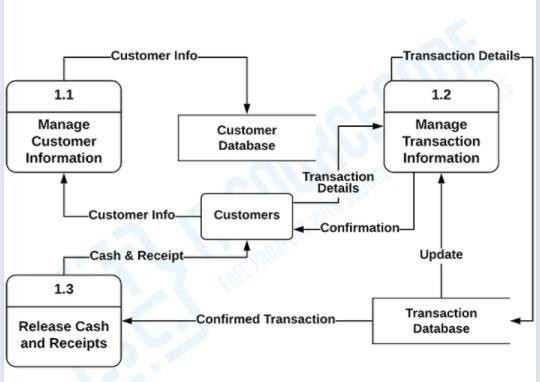 Customer Info
Transaction Details
1.1
Manage
Customer
Information
Customer
Database
1.2
Manage
Transaction
Information
Transaction
Details
Customer Info
Customers
Confirmation
Cash & Receipt
Update
1.3
Release Cash
and Receipts
Confirmed Transaction
Transaction
Database